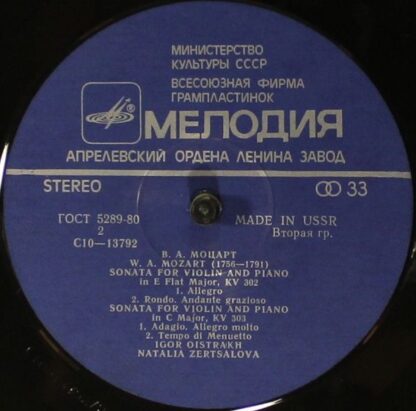 МИНИСТЕРСТВО
КУЛЬТУРЫ СССР
ВСЕСОЮЗНАЯ ФИРМА
ГРАМПЛАСТИНОК
МЕЛОДИЯ
АПРЕЛЕВСКИЙ ОРДЕНА ЛЕНИНА ЗАВОД
STEREO 33
ГОСТ 5289-80 MADE IN USSR
2 Вторая гр.
С10—13792
В. А. МОЦАРТ
W. A. MOZART (1756—1791)
SONATA FOR VIOLIN AND PIANO
in E Flat Major, KV 302
1. Allegro
2. Rondo. Andante grazioso
SONATA FOR VIOLIN AND PIANO
in C Major, KV 303
1. Adagio. Allegro molto
2. Tempo di Menuetto
IGOR OISTRAKH
NATALIA ZERTSALOVA